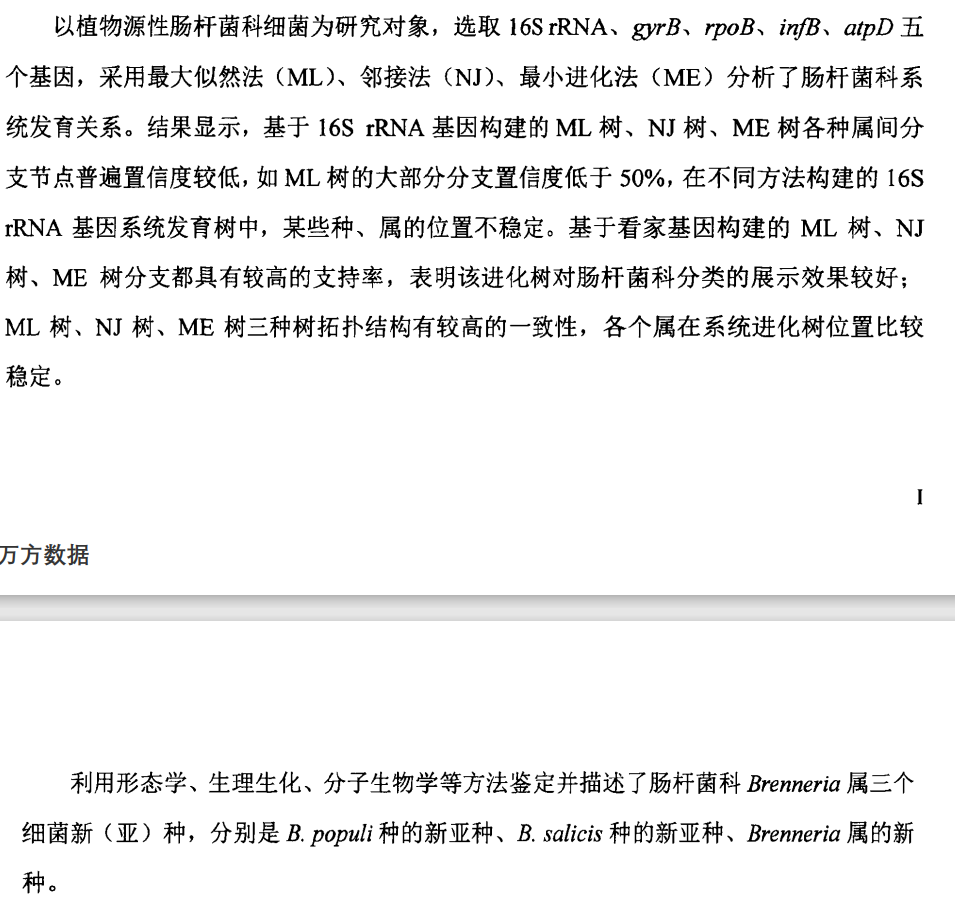 以植物源性肠杆菌科细菌为研究对象，选取 16S rRNA、gyrB、rpoB、infB、atpD 五
个基因，采用最大似然法（ML）、邻接法（NJ）、最小进化法（ME）分析了肠杆菌科系
统发育关系。结果显示，基于 16S rRNA 基因构建的 ML 树、NJ 树、ME 树各种属间分
支节点普遍置信度较低，如 ML 树的大部分分支置信度低于 50%，在不同方法构建的 16S
rRNA 基因系统发育树中，某些种、属的位置不稳定。基于看家基因构建的 ML 树、NJ
树、ME 树分支都具有较高的支持率，表明该进化树对肠杆菌科分类的展示效果较好；
ML 树、NJ 树、ME 树三种树拓扑结构有较高的一致性，各个属在系统进化树位置比较
稳定。
I
万方数据
利用形态学、生理生化、分子生物学等方法鉴定并描述了肠杆菌科 Brenneria 属三个
细菌新（亚）种，分别是 B. populi 种的新亚种、B. salicis 种的新亚种、Brenneria 属的新
种。